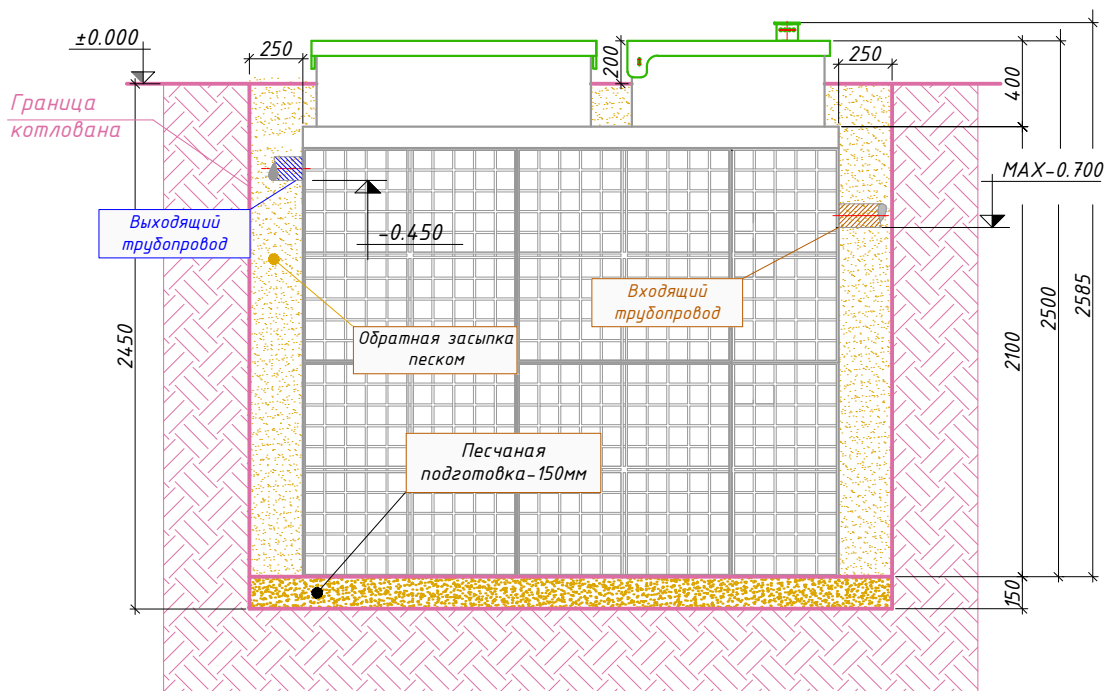 ±0.000
250
200
250
400
Граница
котлована
MAX-0.700
Выходящий
трубопровод
-0.450
Входящий
трубопровод
Обратная засыпка
песком
2450
2100
2500
2585
Песчаная
подготовка-150мм
150